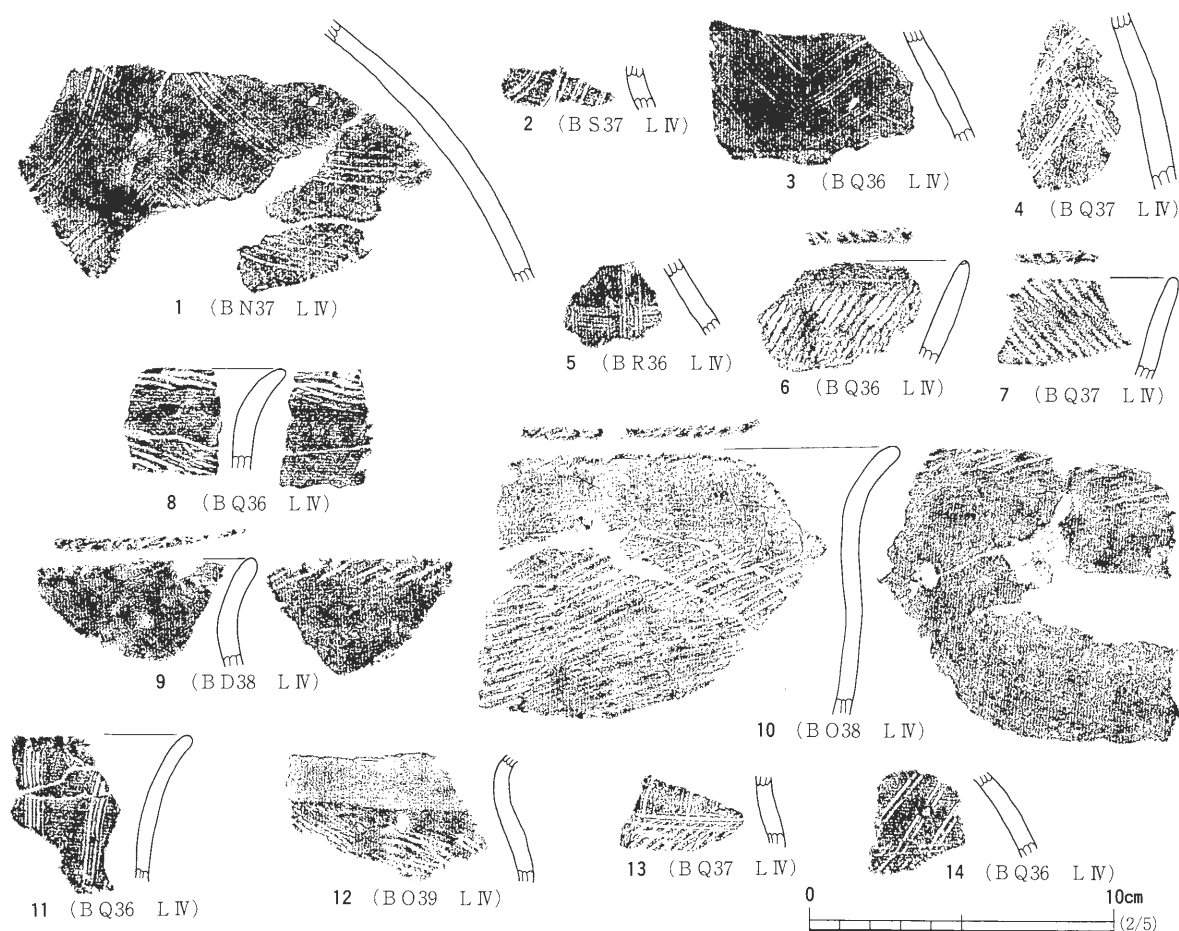 1 (BN37 LⅣ)
2 (BS37 LⅣ)
3 (BQ36 LⅣ)
4 (BQ37 LⅣ)
5 (BR36 LⅣ)
6 (BQ36 LⅣ)
7 (BQ37 LⅣ)
8 (BQ36 LⅣ)
9 (BD38 LⅣ)
10 (BO38 LⅣ)
11 (BQ36 LⅣ)
12 (BO39 LⅣ)
13 (BQ37 LⅣ)
14 (BQ36 LⅣ)
0 10cm
(2/5)